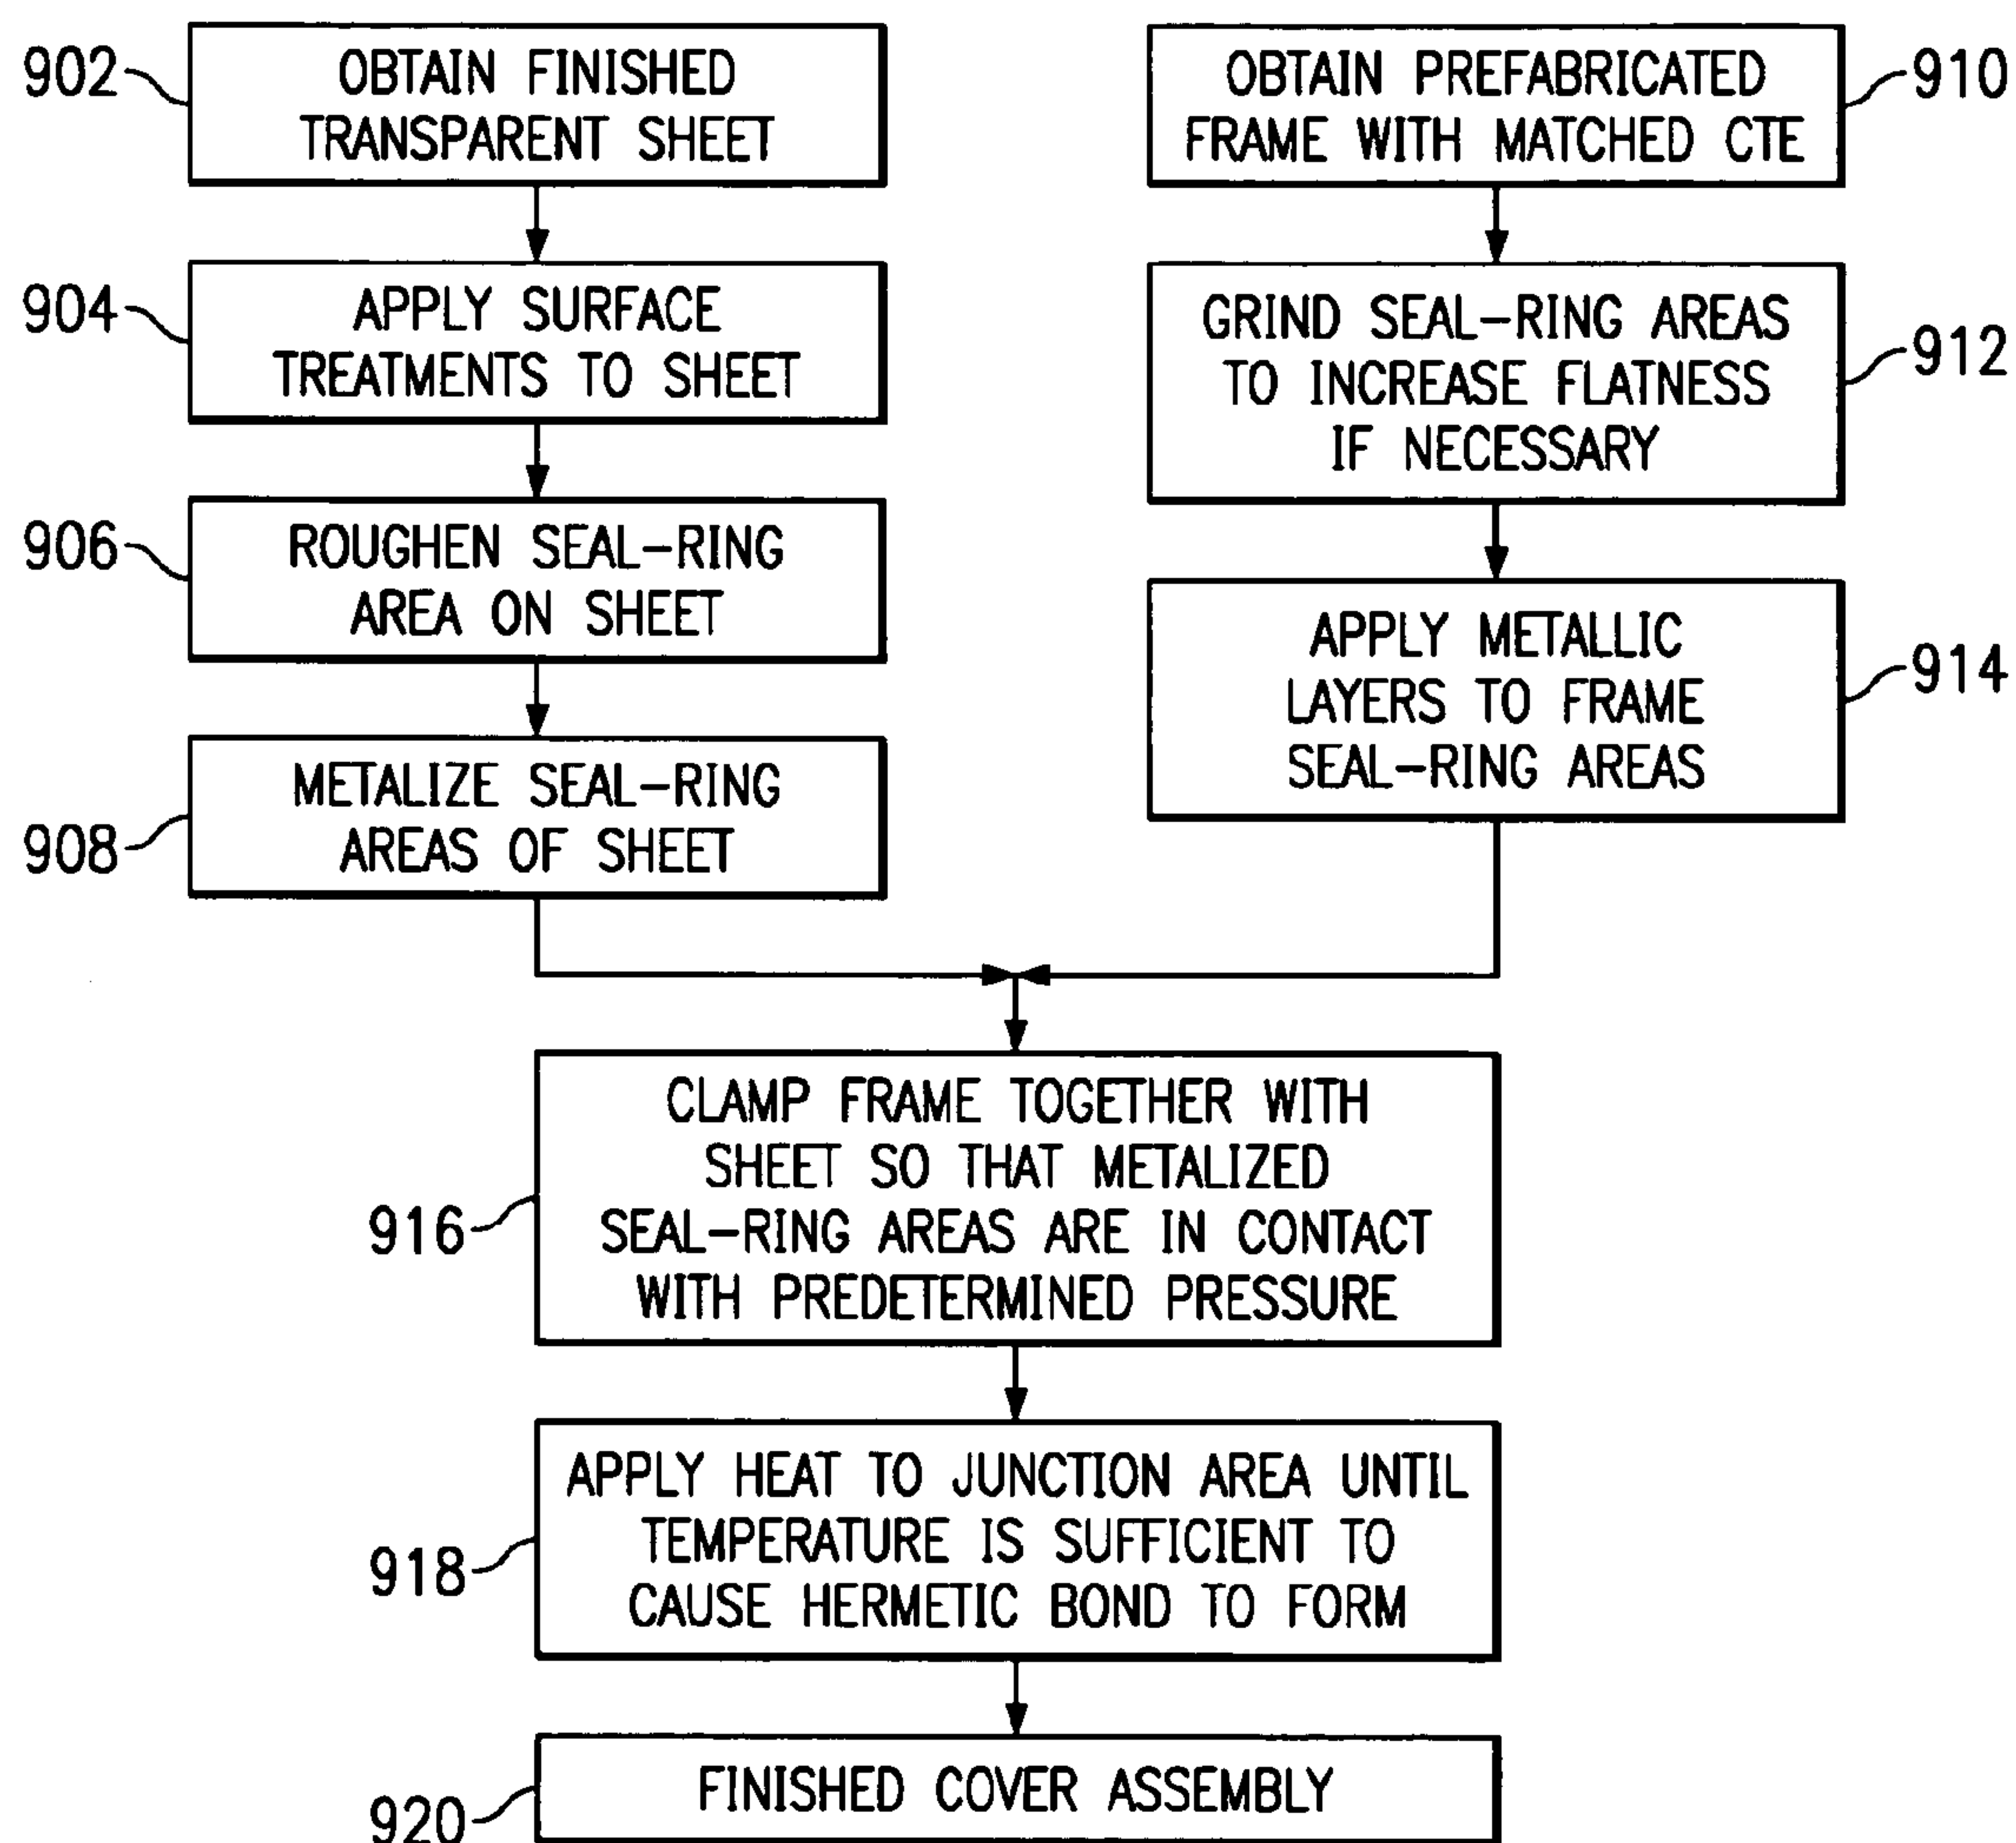 902
OBTAIN FINISHED
TRANSPARENT SHEET
904
APPLY SURFACE
TREATMENTS TO SHEET
906
ROUGHEN SEAL-RING
AREA ON SHEET
908
METALIZE SEAL-RING
AREAS OF SHEET
910
OBTAIN PREFABRICATED
FRAME WITH MATCHED CTE
912
GRIND SEAL-RING AREAS
TO INCREASE FLATNESS
IF NECESSARY
914
APPLY METALLIC
LAYERS TO FRAME
SEAL-RING AREAS
916
CLAMP FRAME TOGETHER WITH
SHEET SO THAT METALIZED
SEAL-RING AREAS ARE IN CONTACT
WITH PREDETERMINED PRESSURE
918
APPLY HEAT TO JUNCTION AREA UNTIL
TEMPERATURE IS SUFFICIENT TO
CAUSE HERMETIC BOND TO FORM
920
FINISHED COVER ASSEMBLY